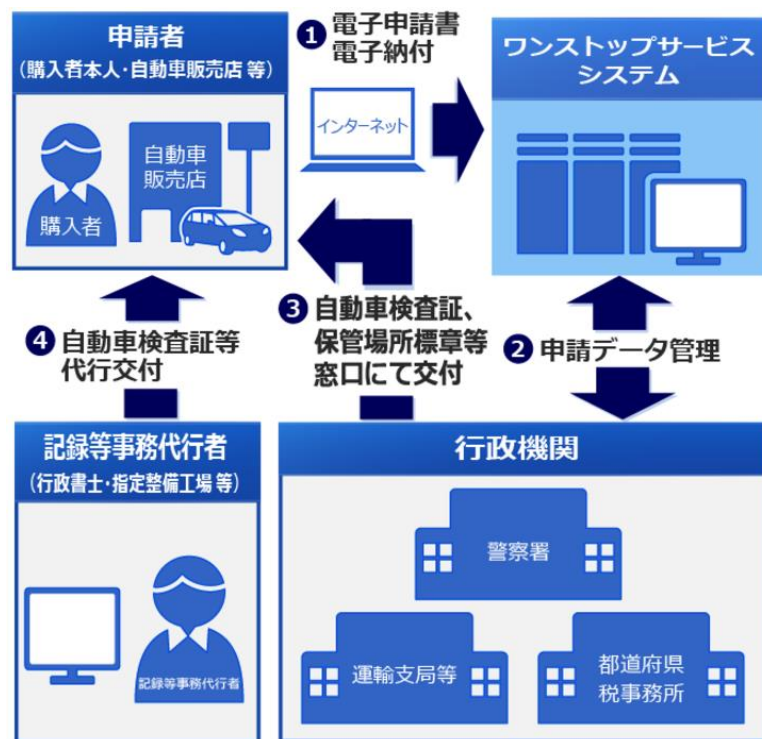 申請者
（購入者本人・自動車販売店 等）
購入者
自動車
販売店
❶ 電子申請書
電子納付
インターネット
ワンストップサービス
システム
❹ 自動車検査証等
代行交付
❸ 自動車検査証、
保管場所標章等
窓口にて交付
❷ 申請データ管理
記録等事務代行者
（行政書士・指定整備工場 等）
記録等事務代行者
行政機関
警察署
運輸支局等
都道府県
税事務所